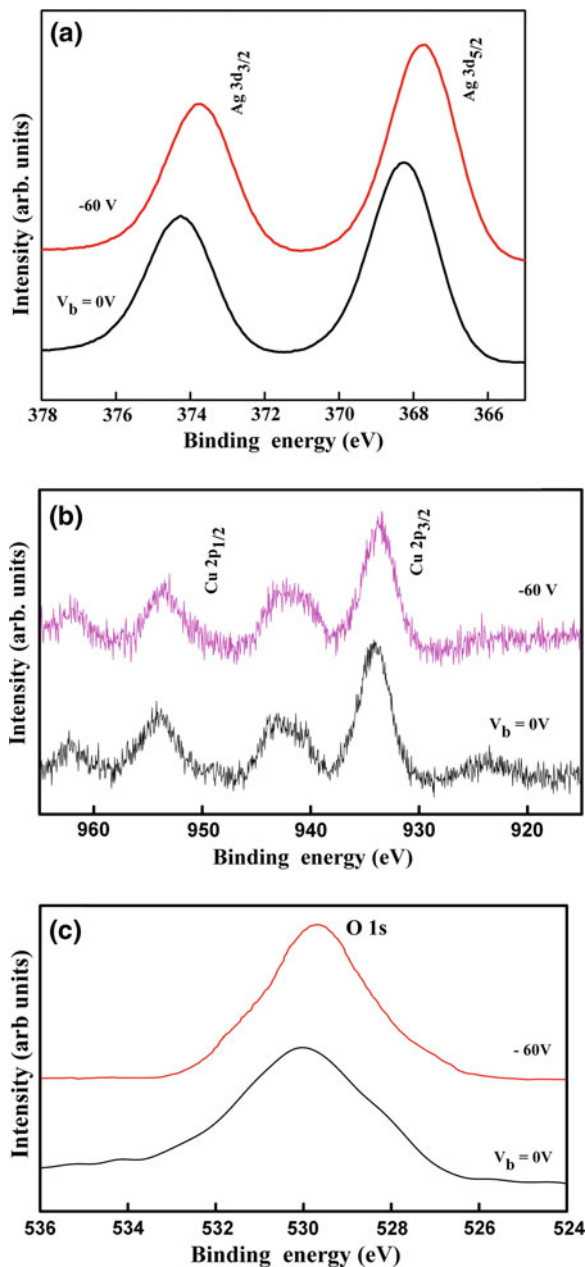 (a)
Ag 3d3/2
Ag 3d5/2
-60 V
Vb = 0V
Intensity (arb. units)
378 376 374 372 370 368 366
Binding energy (eV)
(b)
Cu 2p1/2
Cu 2p3/2
-60 V
Vb = 0V
Intensity (arb. units)
960 950 940 930 920
Binding energy (eV)
(c)
O 1s
- 60V
Vb = 0V
Intensity (arb units)
536 534 532 530 528 526 524
Binding energy (eV)